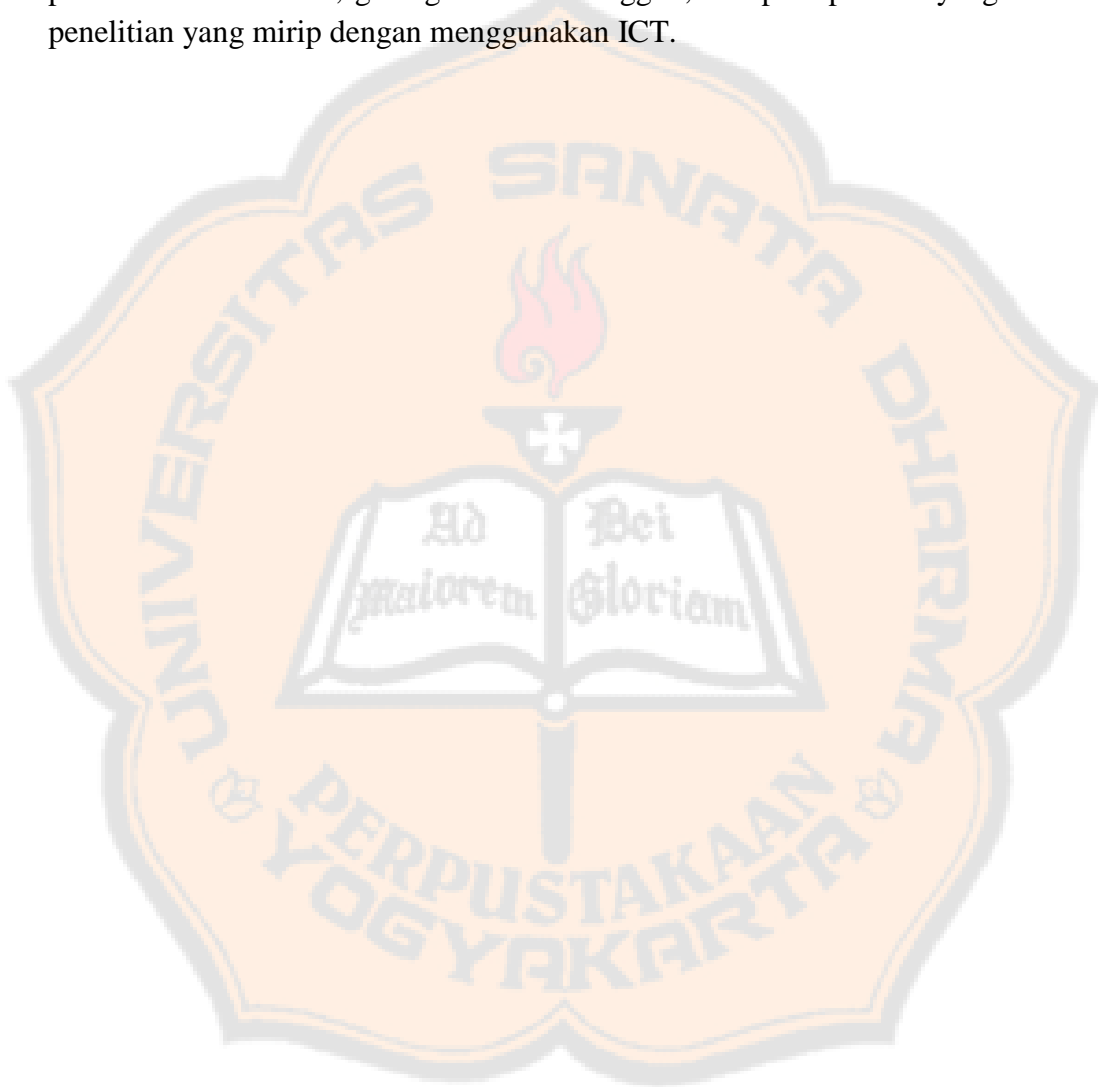 penelitian yang mirip dengan menggunakan ICT.
UNIVERSITAS SANATA DHARMA
Ad Dei
Maiorem Gloriam
PERPUSTAKAAN
YOGYAKARTA